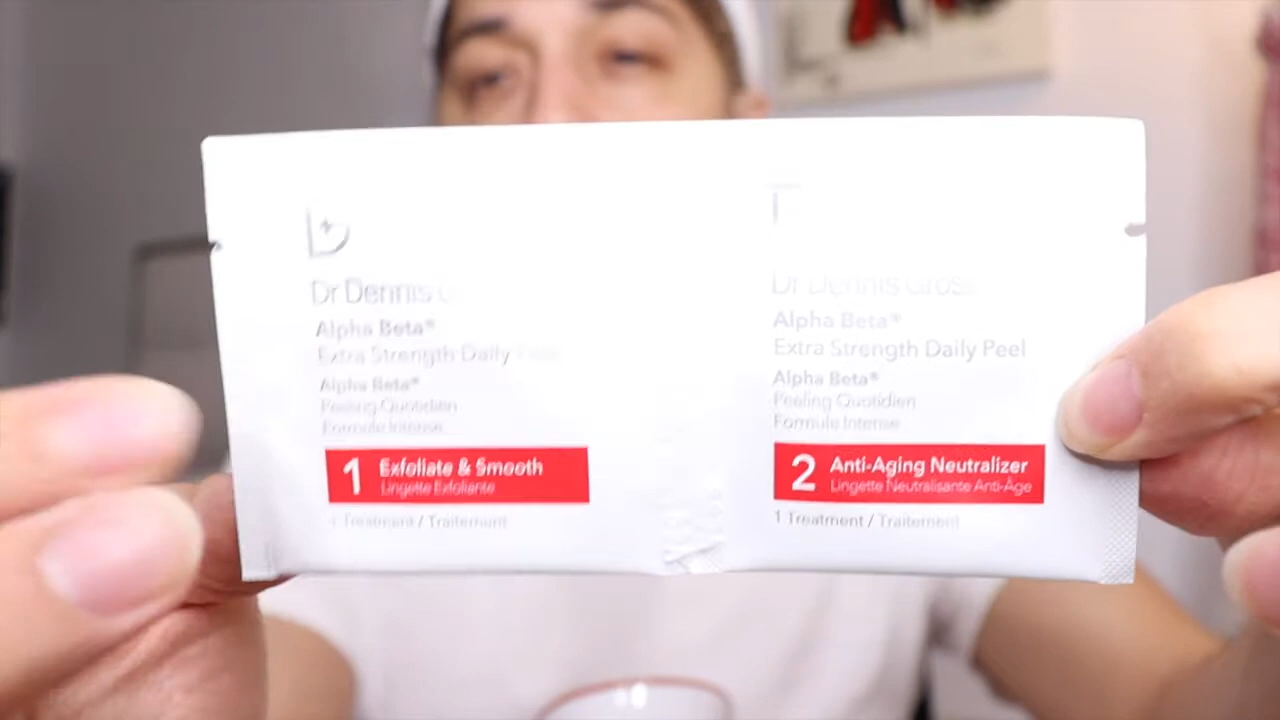 Dr Dennis
Alpha Beta®
Extra Strength Daily Peel
Alpha Beta®
Peeling Quotidien
Formule Intense
1 Exfoliate & Smooth
Lingette Exfoliante
1 Treatment / Traitement
Dr Dennis Gross
Alpha Beta®
Extra Strength Daily Peel
Alpha Beta®
Peeling Quotidien
Formule Intense
2 Anti-Aging Neutralizer
Lingette Neutralisante Anti-Âge
1 Treatment / Traitement